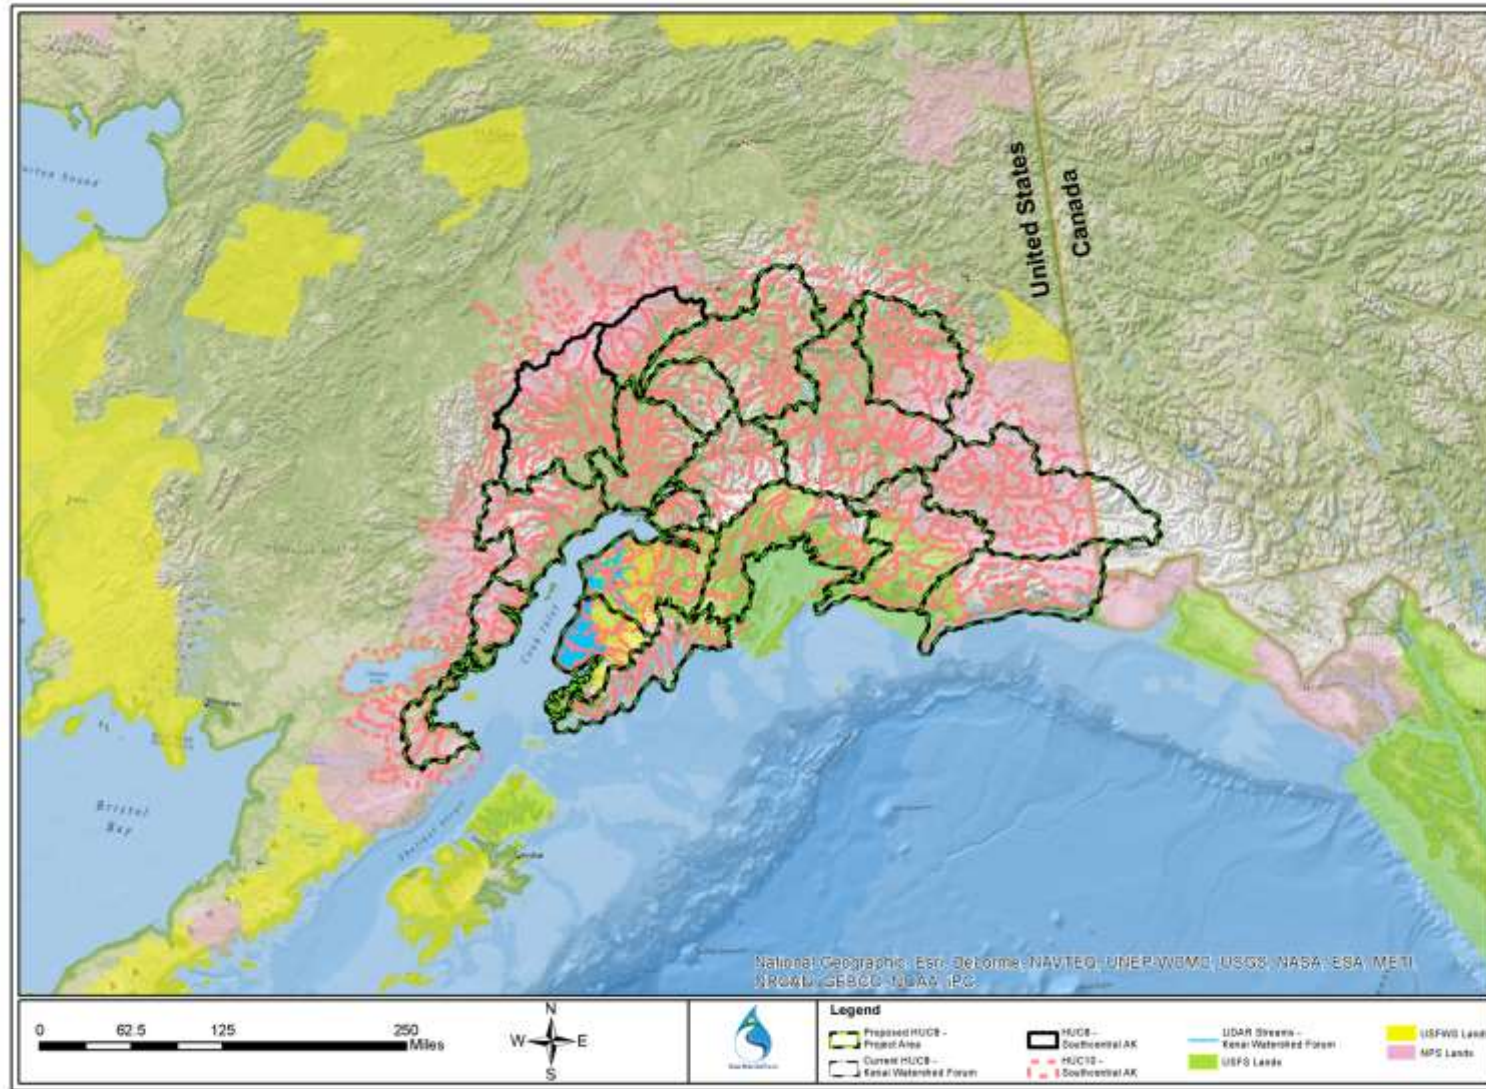 United States
Canada
Cook Inlet
Bristol
Bay
National Geographic, Esri, DeLorme, NAVTEQ, UNEP-WCMC, USGS, NASA, ESA, METI,
NRCAN, GEBCO, NOAA, iPC
0 62.5 125 250
Miles
N
W E
S
Legend
Proposed HUC8 -
Project Area
Current HUC8 -
Kenai Watershed Forum
HUC8 -
Southcentral AK
HUC10 -
Southcentral AK
LIDAR Streams -
Kenai Watershed Forum
USFS Lands
USFWS Lands
NPS Lands